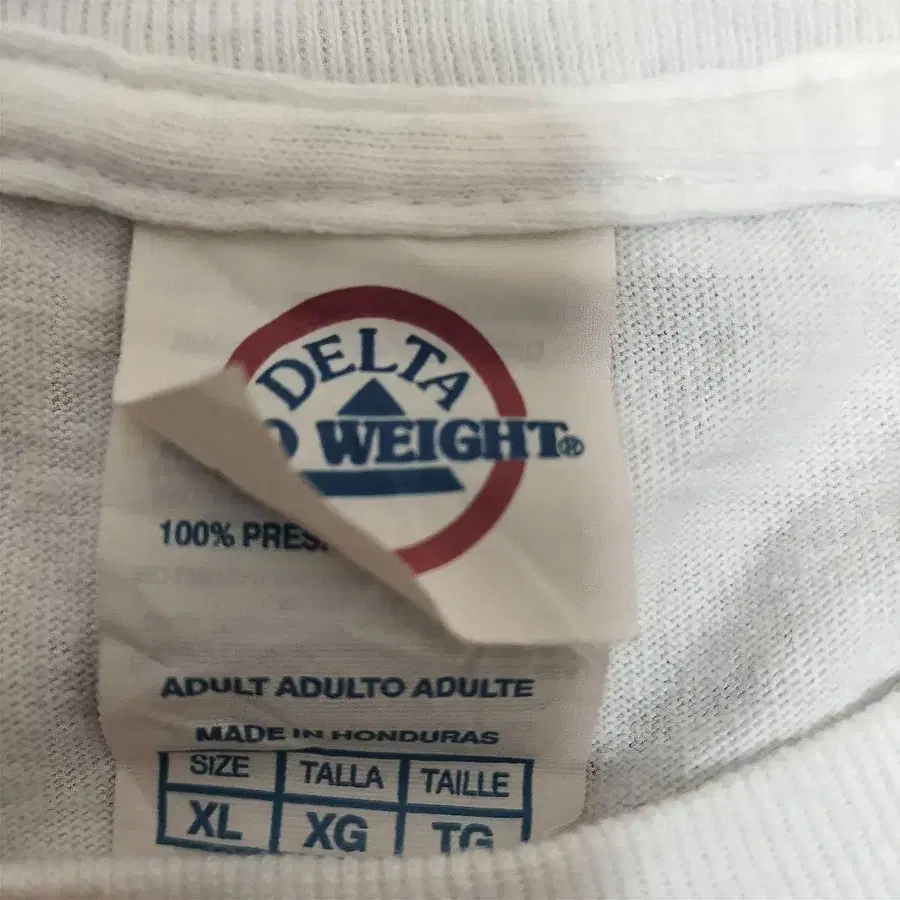 DELTA
WEIGHT®
100% PRES
ADULT ADULTO ADULTE
MADE IN HONDURAS
SIZE TALLA TAILLE
XL XG TG